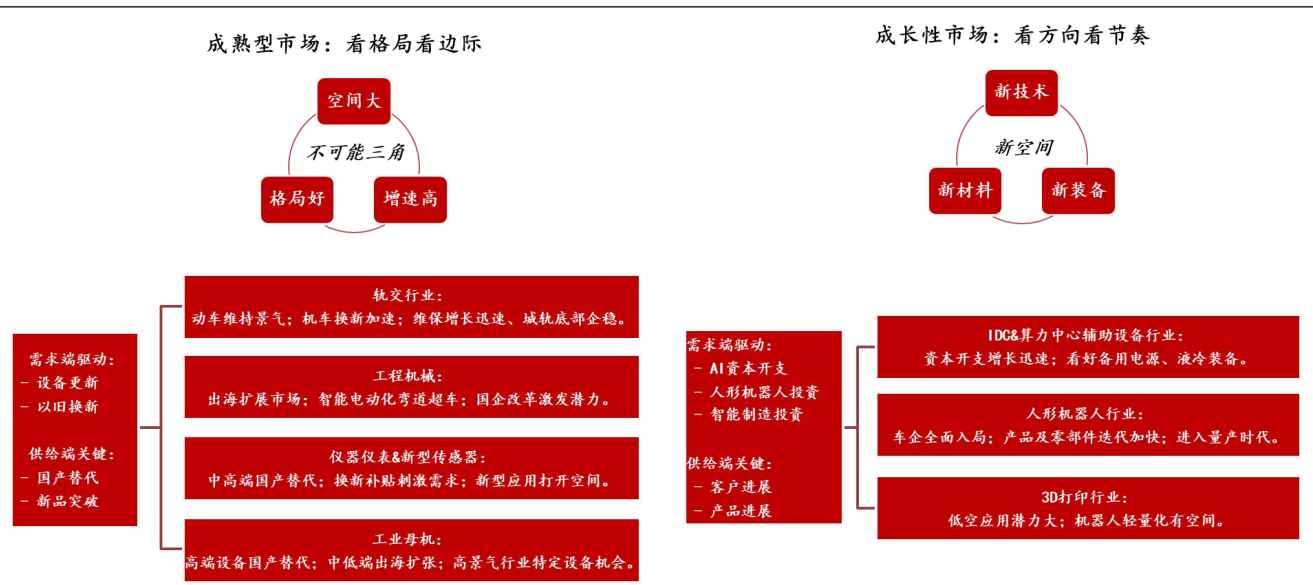 成熟型市场：看格局看边际
空间大
不可能三角
格局好
增速高
需求端驱动：
- 设备更新
- 以旧换新
供给端关键：
- 国产替代
- 新品突破
轨交行业：
动车维持景气；机车换新加速；维保增长迅速、城轨底部企稳。
工程机械：
出海扩展市场；智能电动化弯道超车；国企改革激发潜力。
仪器仪表&新型传感器：
中高端国产替代；换新补贴刺激需求；新型应用打开空间。
工业母机：
高端设备国产替代；中低端出海扩张；高景气行业特定设备机会。
成长性市场：看方向看节奏
新技术
新空间
新材料
新装备
需求端驱动：
- AI资本开支
- 人形机器人投资
- 智能制造投资
供给端关键：
- 客户进展
- 产品进展
IDC&算力中心辅助设备行业：
资本开支增长迅速；看好备用电源、液冷装备。
人形机器人行业：
车企全面入局；产品及零部件迭代加快；进入量产时代。
3D打印行业：
低空应用潜力大；机器人轻量化有空间。